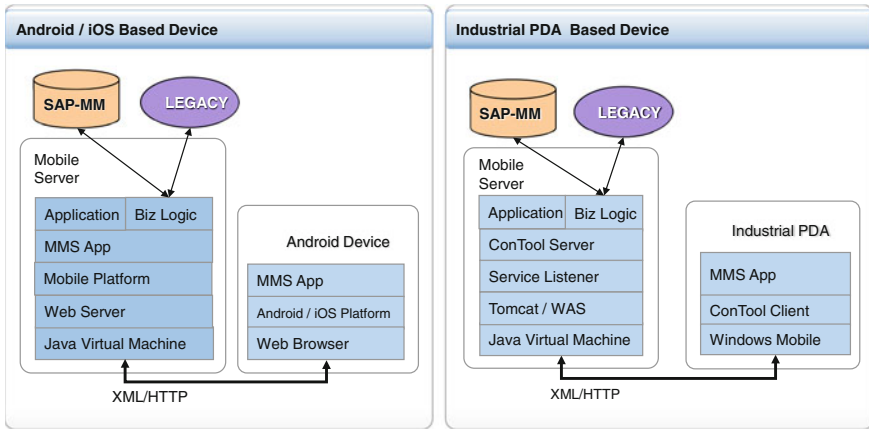 Android / iOS Based Device
SAP-MM
LEGACY
Mobile
Server
Application
Biz Logic
MMS App
Mobile Platform
Web Server
Java Virtual Machine
Android Device
MMS App
Android / iOS Platform
Web Browser
XML/HTTP
Industrial PDA Based Device
SAP-MM
LEGACY
Mobile
Server
Application
Biz Logic
ConTool Server
Service Listener
Tomcat / WAS
Java Virtual Machine
Industrial PDA
MMS App
ConTool Client
Windows Mobile
XML/HTTP